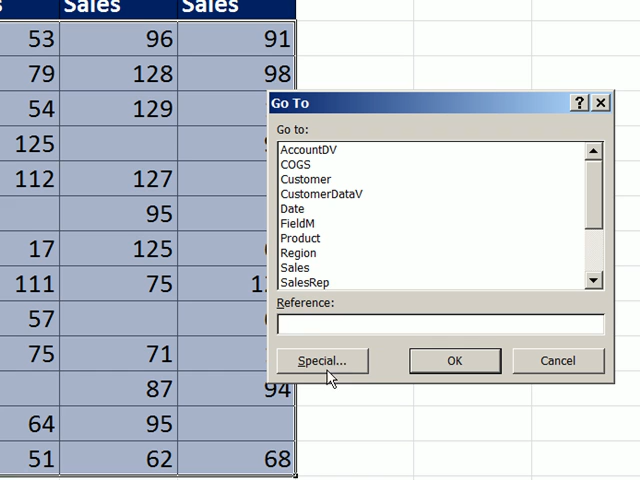 s Sales Sales
53 96 91
79 128 98
54 129
125
112 127
95
17 125
111 75
57
75 71
87 94
64 95
51 62 68
Go To
Go to:
AccountDV
COGS
Customer
CustomerDataV
Date
FieldM
Product
Region
Sales
SalesRep
Reference:
Special... OK Cancel